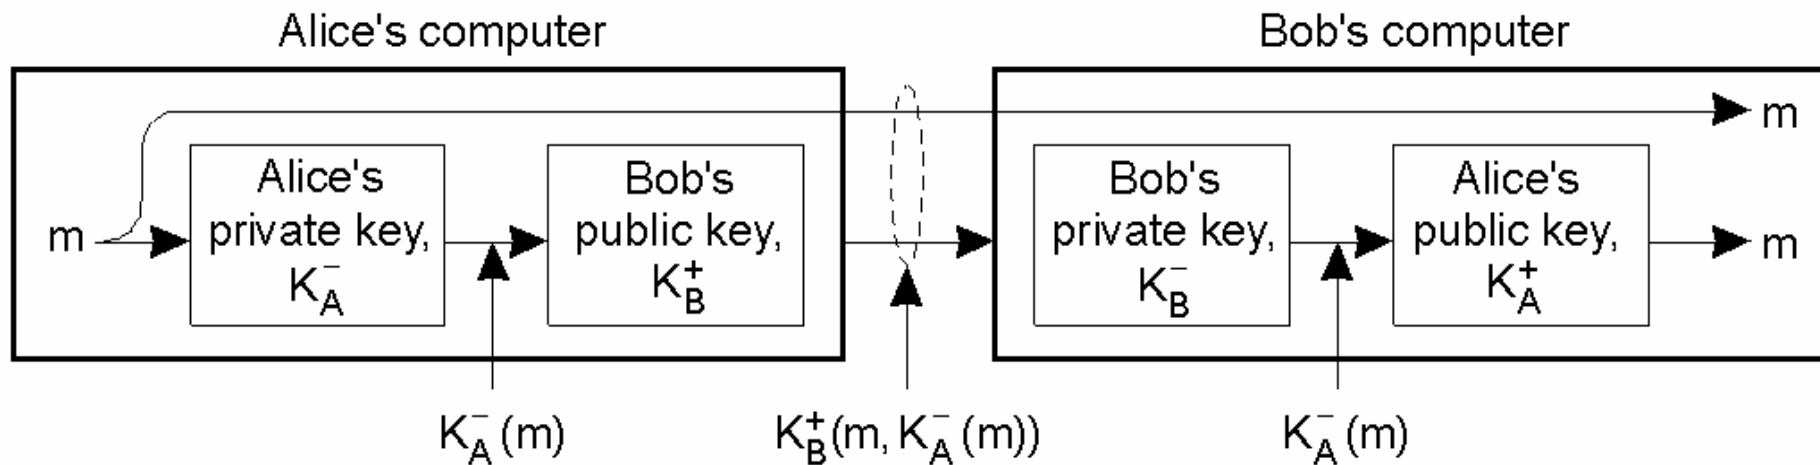 Alice's computer
Bob's computer
m
Alice's
private key,
K_A^-
Bob's
public key,
K_B^+
Bob's
private key,
K_B^-
Alice's
public key,
K_A^+
m
m
K_A^-(m)
K_B^+(m, K_A^-(m))
K_A^-(m)